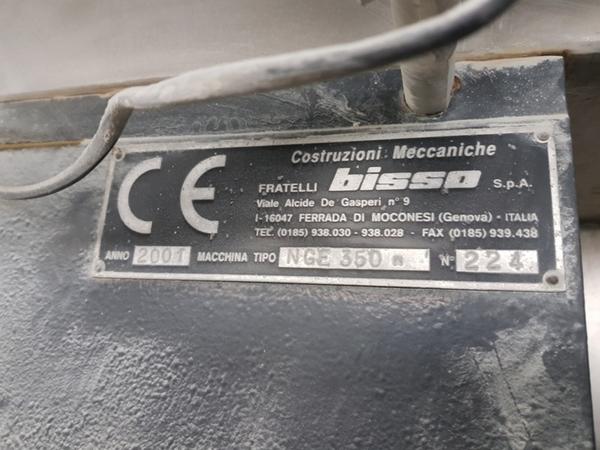 CE
Costruzioni Meccaniche
FRATELLI bisso S.p.A.
Viale Alcide De Gasperi n° 9
I-16047 FERRADA DI MOCONESI (Genova) - ITALIA
TEL. (0185) 938.030 - 938.028 - FAX (0185) 939.438
ANNO 2001 MACCHINA TIPO NGE 350 N° 224